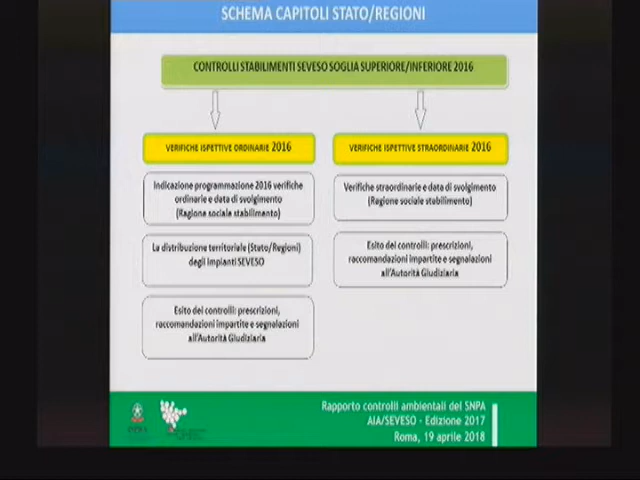 SCHEMA CAPITOLI STATO/REGIONI
CONTROLLI STABILIMENTI SEVESO SOGLIA SUPERIORE/INFERIORE 2016
VERIFICHE ISPETTIVE ORDINARIE 2016
VERIFICHE ISPETTIVE STRAORDINARIE 2016
Indicazione programmazione 2016 verifiche
ordinarie e data di svolgimento
(Ragione sociale stabilimento)
La distribuzione territoriale (Stato/Regioni)
degli Impianti SEVESO
Esito dei controlli: prescrizioni,
raccomandazioni impartite e segnalazioni
all'Autorità Giudiziaria
Verifiche straordinarie e data di svolgimento
(Ragione sociale stabilimento)
Esito dei controlli: prescrizioni,
raccomandazioni impartite e segnalazioni
all'Autorità Giudiziaria
Rapporto controlli ambientali del SNPA
AIA/SEVESO - Edizione 2017
Roma, 19 aprile 2018